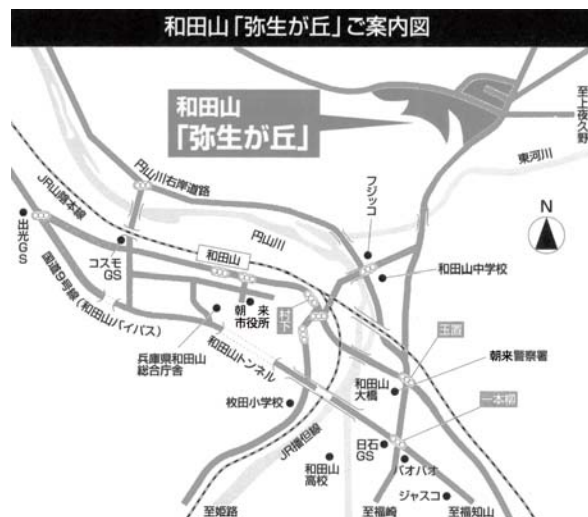 和田山「弥生が丘」ご案内図
和田山
「弥生が丘」
至上夜久野
東河川
円山川右岸道路
JR山陰本線
フジッコ
円山川
N
出光GS
コスモ
GS
和田山
和田山中学校
国道9号線(和田山バイパス)
朝来
市役所
村下
兵庫県和田山
総合庁舎
和田山トンネル
玉置
朝来警察署
和田山
大橋
枚田小学校
一本柳
JR播但線
日石
GS
和田山
高校
パオパオ
ジャスコ
至姫路
至福崎
至福知山